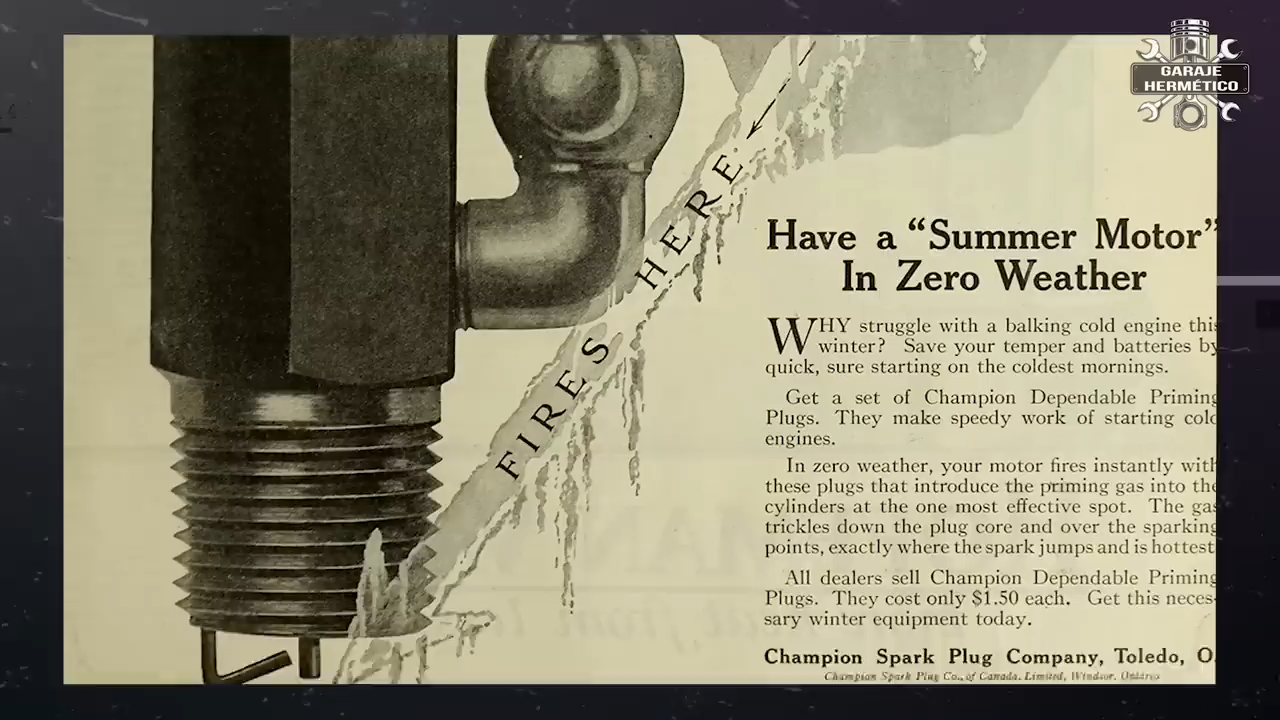 GARAJE
HERMÉTICO
FIRES HERE
Have a “Summer Motor”
In Zero Weather
WHY struggle with a balking cold engine this
winter? Save your temper and batteries by
quick, sure starting on the coldest mornings.
Get a set of Champion Dependable Priming
Plugs. They make speedy work of starting cold
engines.
In zero weather, your motor fires instantly with
these plugs that introduce the priming gas into the
cylinders at the one most effective spot. The gas
trickles down the plug core and over the sparking
points, exactly where the spark jumps and is hottest
All dealers sell Champion Dependable Priming
Plugs. They cost only $1.50 each. Get this neces-
sary winter equipment today.
Champion Spark Plug Company, Toledo, O.
Champion Spark Plug Co., of Canada, Limited, Windsor, Ontario